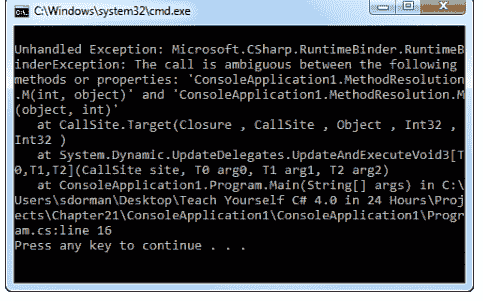 C:\Windows\system32\cmd.exe
Unhandled Exception: Microsoft.CSharp.RuntimeBinder.RuntimeB
inderException: The call is ambiguous between the following
methods or properties: 'ConsoleApplication1.MethodResolution
.M(int, object)' and 'ConsoleApplication1.MethodResolution.M
(object, int)'
at CallSite.Target(Closure , CallSite , Object , Int32 ,
Int32 )
at System.Dynamic.UpdateDelegates.UpdateAndExecuteVoid3[T
0,T1,T2](CallSite site, T0 arg0, T1 arg1, T2 arg2)
at ConsoleApplication1.Program.Main(String[] args) in C:\
Users\sdorman\Desktop\Teach Yourself C# 4.0 in 24 Hours\Proj
ects\Chapter21\ConsoleApplication1\ConsoleApplication1\Progr
am.cs:line 16
Press any key to continue . . .